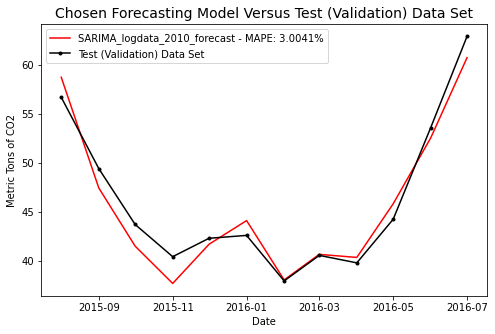 Chosen Forecasting Model Versus Test (Validation) Data Set
SARIMA_logdata_2010_forecast - MAPE: 3.0041%
Test (Validation) Data Set
Metric Tons of CO2
60
55
50
45
40
2015-09 2015-11 2016-01 2016-03 2016-05 2016-07
Date